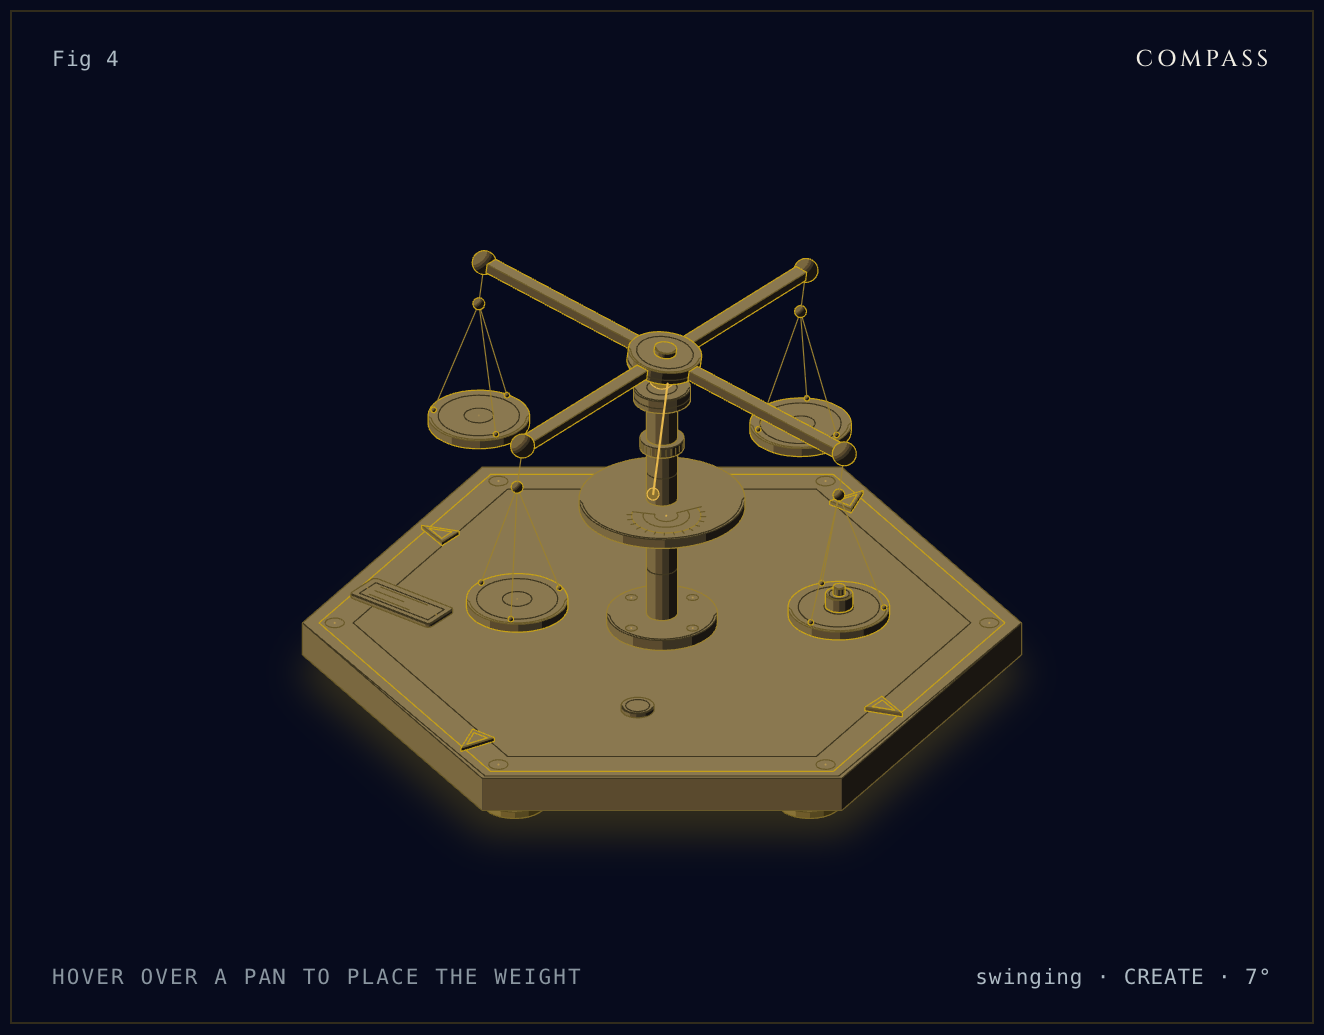 Fig 4
COMPASS
HOVER OVER A PAN TO PLACE THE WEIGHT
swinging · CREATE · 7°